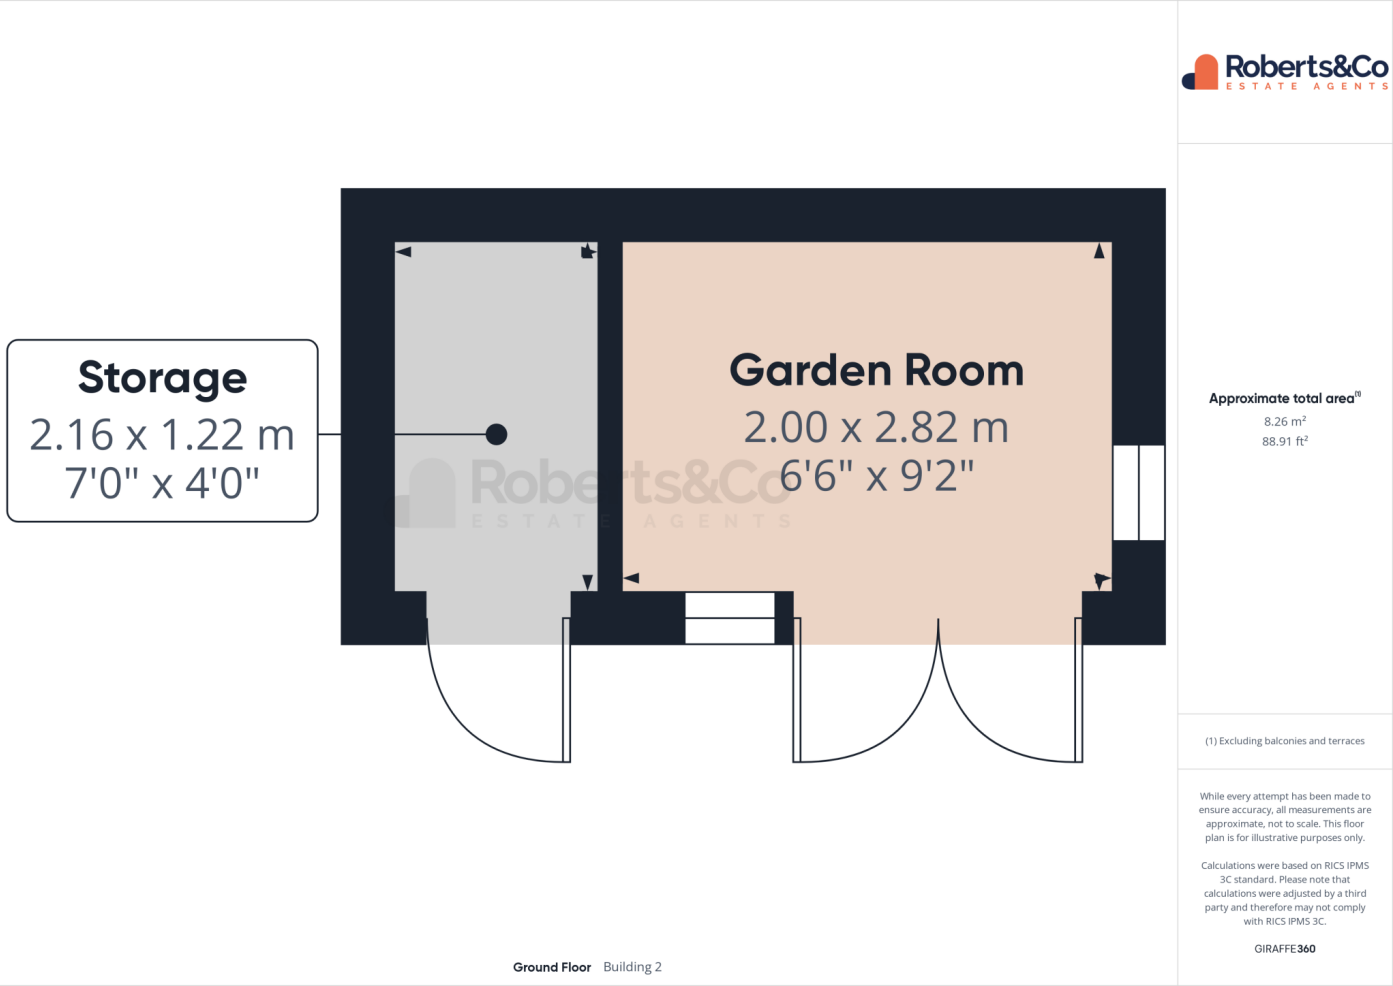 Roberts&Co
ESTATE AGENTS
Storage
2.16 x 1.22 m
7'0" x 4'0"
Garden Room
2.00 x 2.82 m
6'6" x 9'2"
Roberts&Co
ESTATE AGENTS
Approximate total area(1)
8.26 m²
88.91 ft²
(1) Excluding balconies and terraces
While every attempt has been made to
ensure accuracy, all measurements are
approximate, not to scale. This floor
plan is for illustrative purposes only.
Calculations were based on RICS IPMS
3C standard. Please note that
calculations were adjusted by a third
party and therefore may not comply
with RICS IPMS 3C.
GIRAFFE360
Ground Floor Building 2